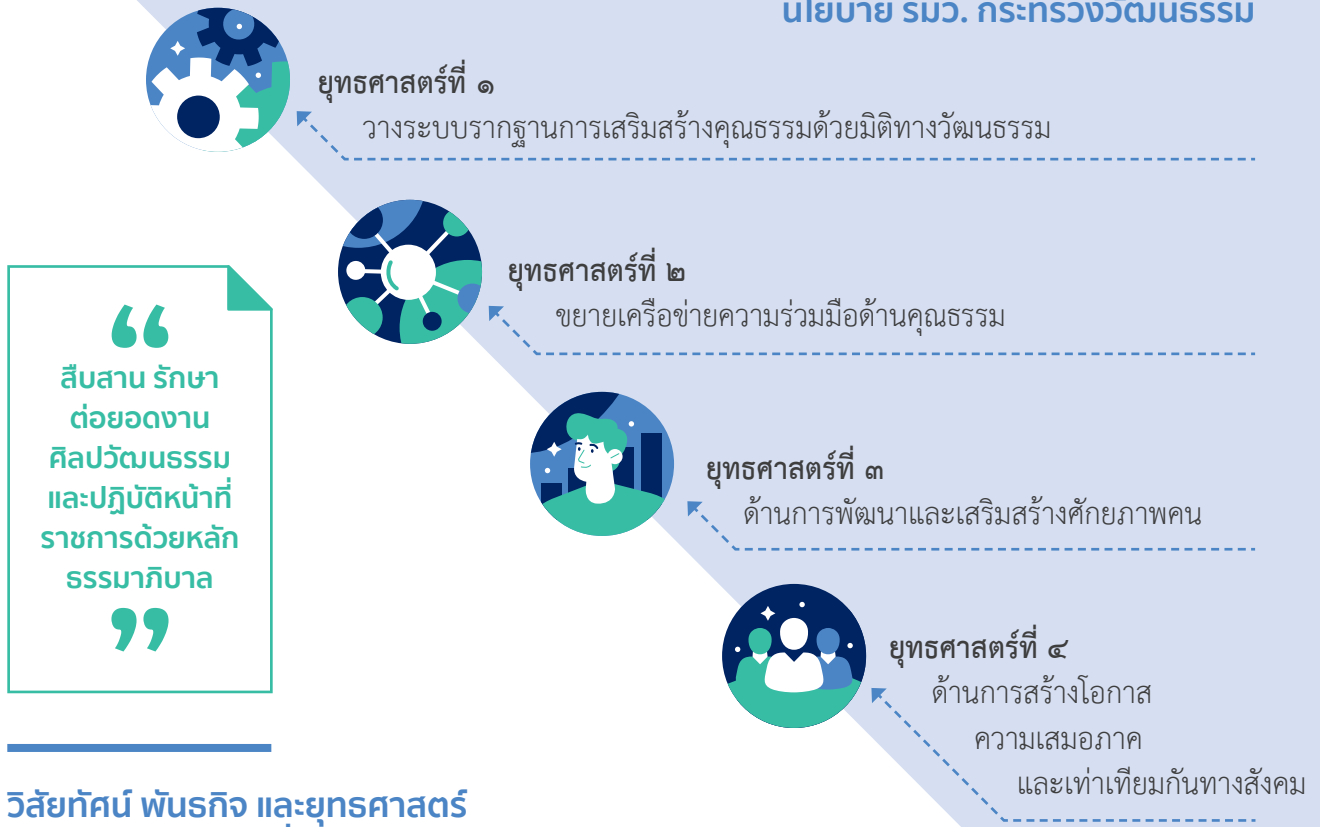 นโยบาย รมว. กระทรวงวัฒนธรรม
ยุทธศาสตร์ที่ ๑
วางระบบรากฐานการเสริมสร้างคุณธรรมด้วยมิติทางวัฒนธรรม
ยุทธศาสตร์ที่ ๒
ขยายเครือข่ายความร่วมมือด้านคุณธรรม
ยุทธศาสตร์ที่ ๓
ด้านการพัฒนาและเสริมสร้างศักยภาพคน
ยุทธศาสตร์ที่ ๔
ด้านการสร้างโอกาส
ความเสมอภาค
และเท่าเทียมกันทางสังคม
“
สืบสาน รักษา
ต่อยอดงาน
ศิลปวัฒนธรรม
และปฏิบัติหน้าที่
ราชการด้วยหลัก
ธรรมาภิบาล
”
วิสัยทัศน์ พันธกิจ และยุทธศาสตร์